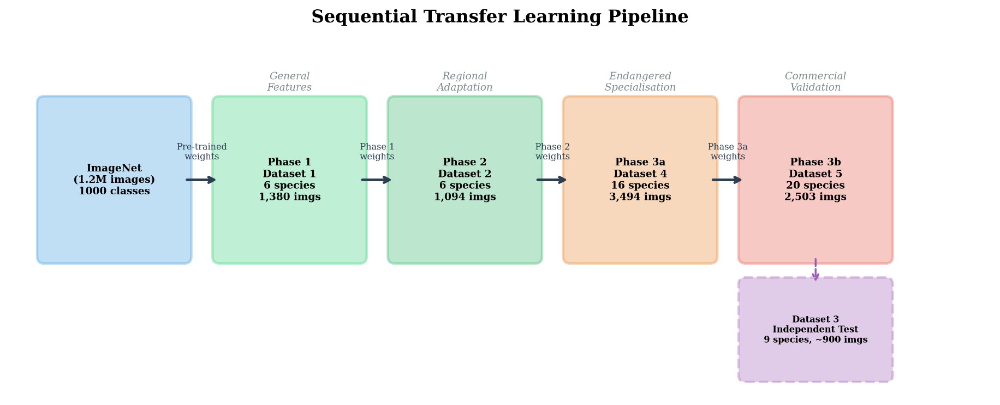 Sequential Transfer Learning Pipeline
General
Features
Regional
Adaptation
Endangered
Specialisation
Commercial
Validation
ImageNet
(1.2M images)
1000 classes
Pre-trained
weights
Phase 1
Dataset 1
6 species
1,380 imgs
Phase 1
weights
Phase 2
Dataset 2
6 species
1,094 imgs
Phase 2
weights
Phase 3a
Dataset 4
16 species
3,494 imgs
Phase 3a
weights
Phase 3b
Dataset 5
20 species
2,503 imgs
Dataset 3
Independent Test
9 species, ~900 imgs